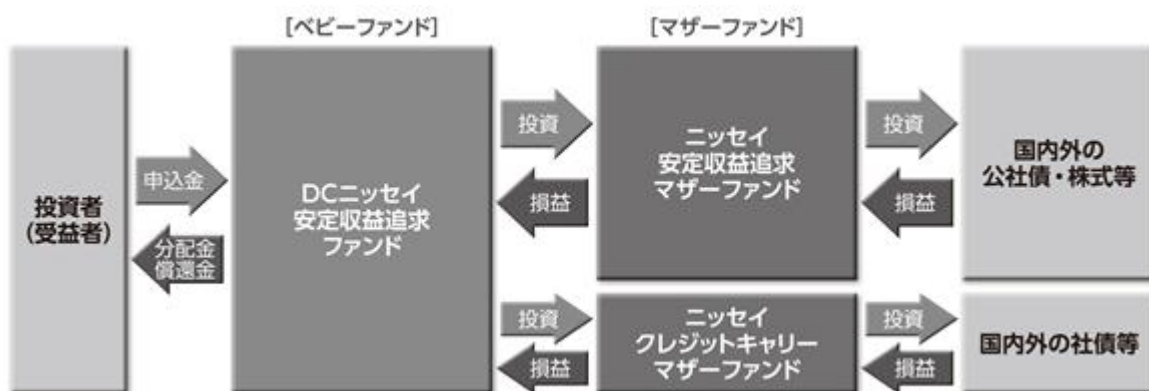 [ベビーファンド]
[マザーファンド]
投資者
(受益者)
申込金
分配金
償還金
DCニッセイ
安定収益追求
ファンド
投資
損益
ニッセイ
安定収益追求
マザーファンド
投資
損益
国内外の
公社債・株式等
投資
損益
ニッセイ
クレジットキャリー
マザーファンド
投資
損益
国内外の社債等